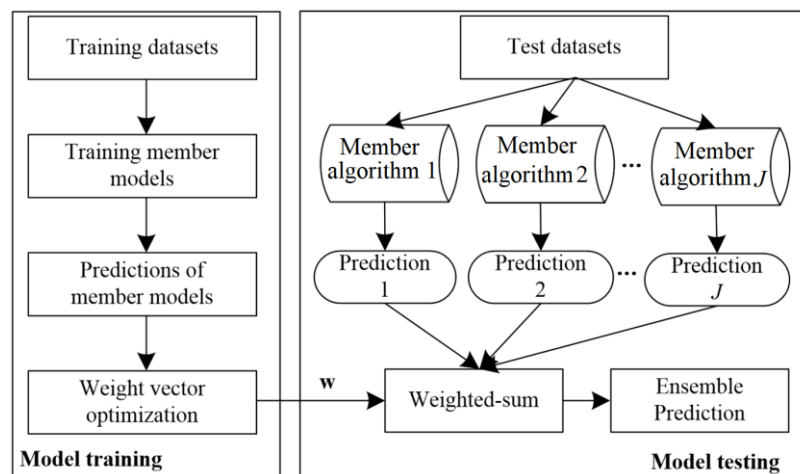 Training datasets
Training member
models
Predictions of
member models
Weight vector
optimization
Model training
w
Test datasets
Member
algorithm 1
Member
algorithm 2
...
Member
algorithm J
Prediction
1
Prediction
2
...
Prediction
J
Weighted-sum
Ensemble
Prediction
Model testing